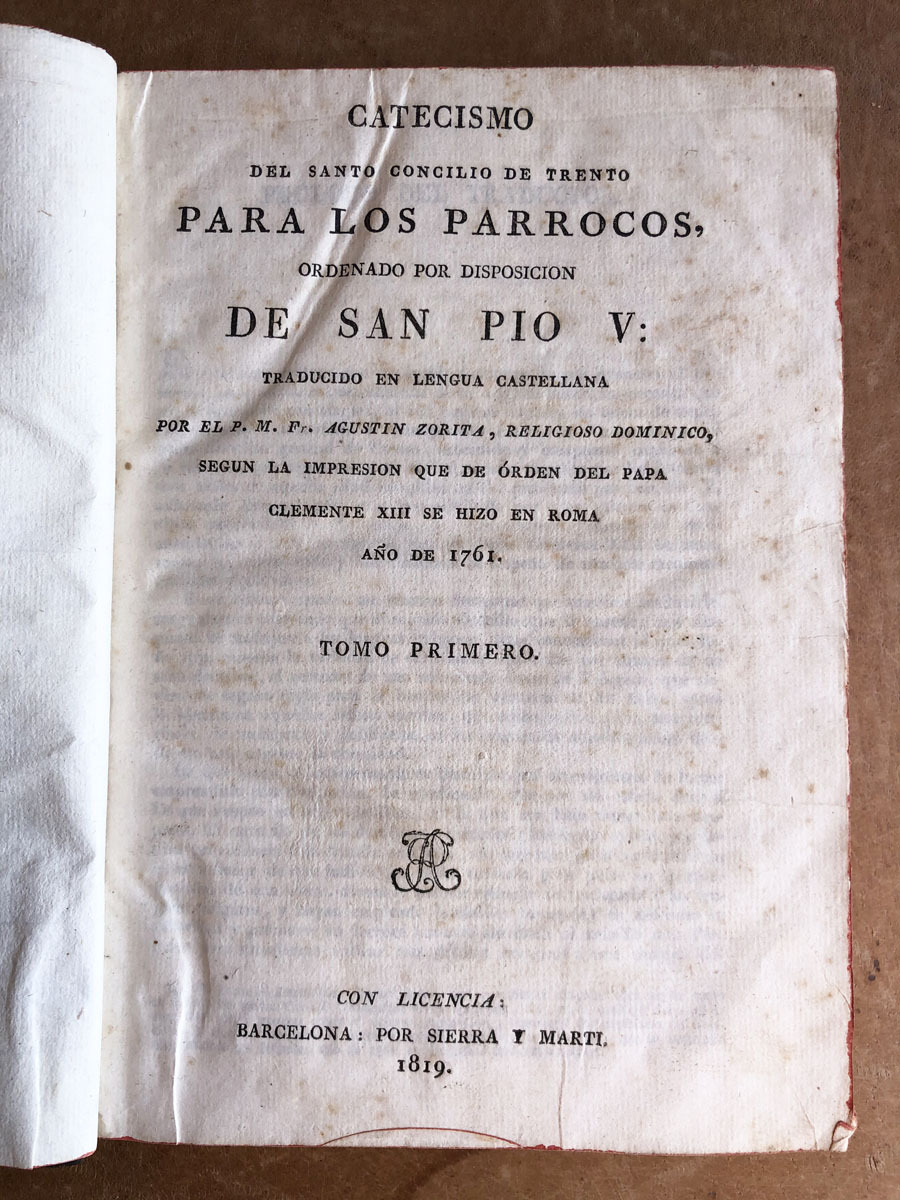 CATECISMO
DEL SANTO CONCILIO DE TRENTO
PARA LOS PARROCOS,
ORDENADO POR DISPOSICION
DE SAN PIO V:
TRADUCIDO EN LENGUA CASTELLANA
POR EL P. M. Fr. AGUSTIN ZORITA, RELIGIOSO DOMINICO,
SEGUN LA IMPRESION QUE DE ÓRDEN DEL PAPA
CLEMENTE XIII SE HIZO EN ROMA
AÑO DE 1761.
TOMO PRIMERO.
CON LICENCIA:
BARCELONA: POR SIERRA Y MARTI.
1819.